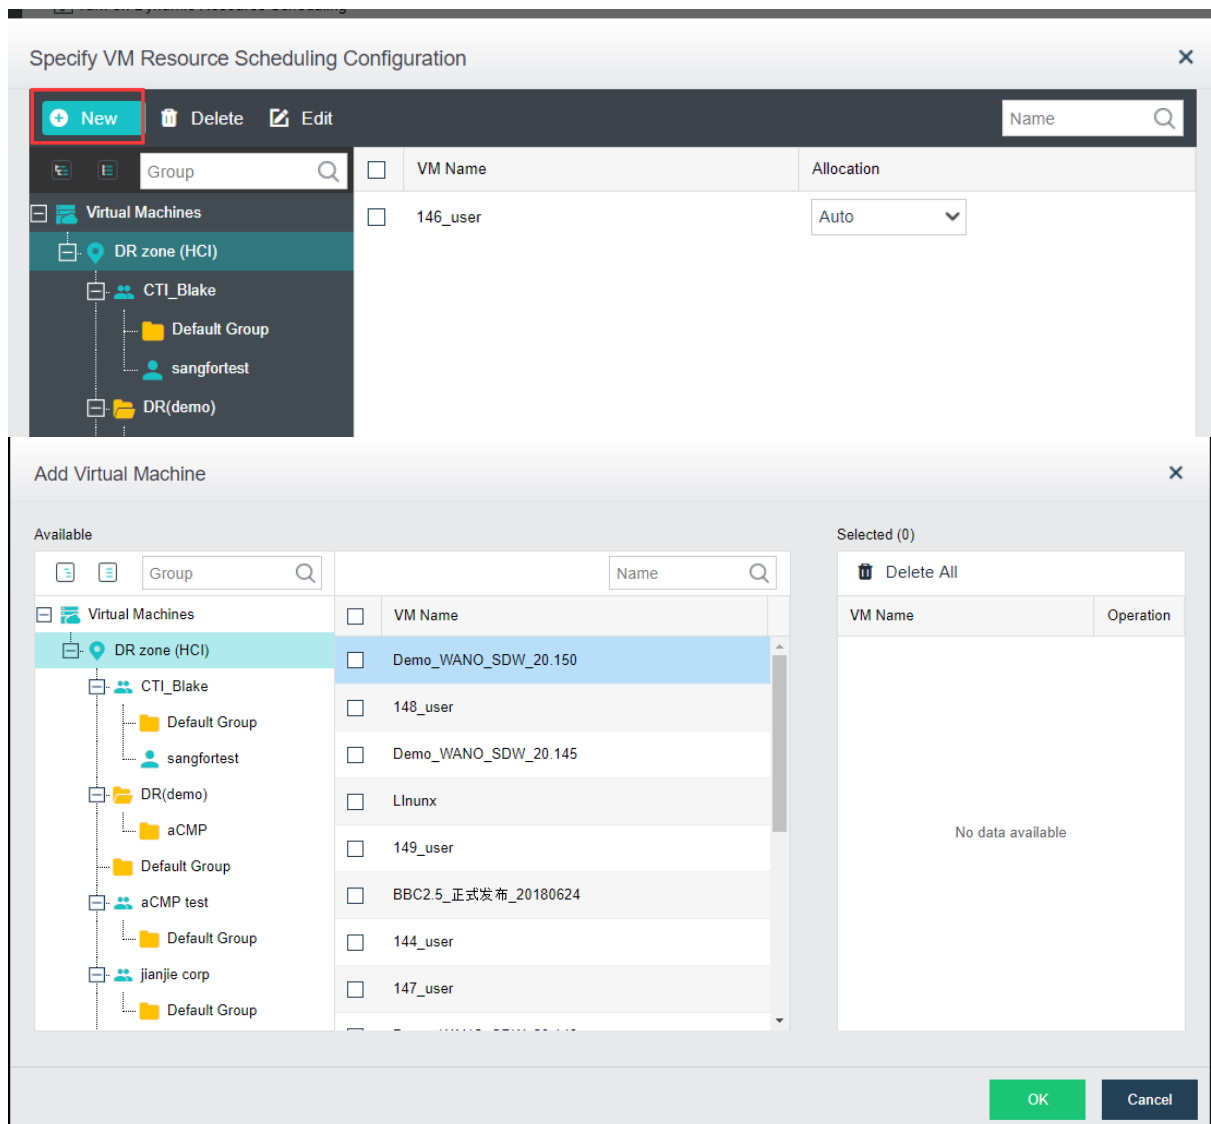 Specify VM Resource Scheduling Configuration
New Delete Edit Name
Group VM Name Allocation
Virtual Machines 146_user Auto
DR zone (HCI)
CTI_Blake
Default Group
sangfortest
DR(demo)
Add Virtual Machine
Available Selected (0)
Group Name Delete All
Virtual Machines VM Name VM Name Operation
DR zone (HCI) Demo_WANO_SDW_20.150
CTI_Blake
148_user
Default Group
sangfortest Demo_WANO_SDW_20.145
DR(demo) LInunx
aCMP No data available
149_user
Default Group
BBC2.5_正式发布_20180624
aCMP test
Default Group 144_user
jianjie corp 147_user
Default Group
OK Cancel